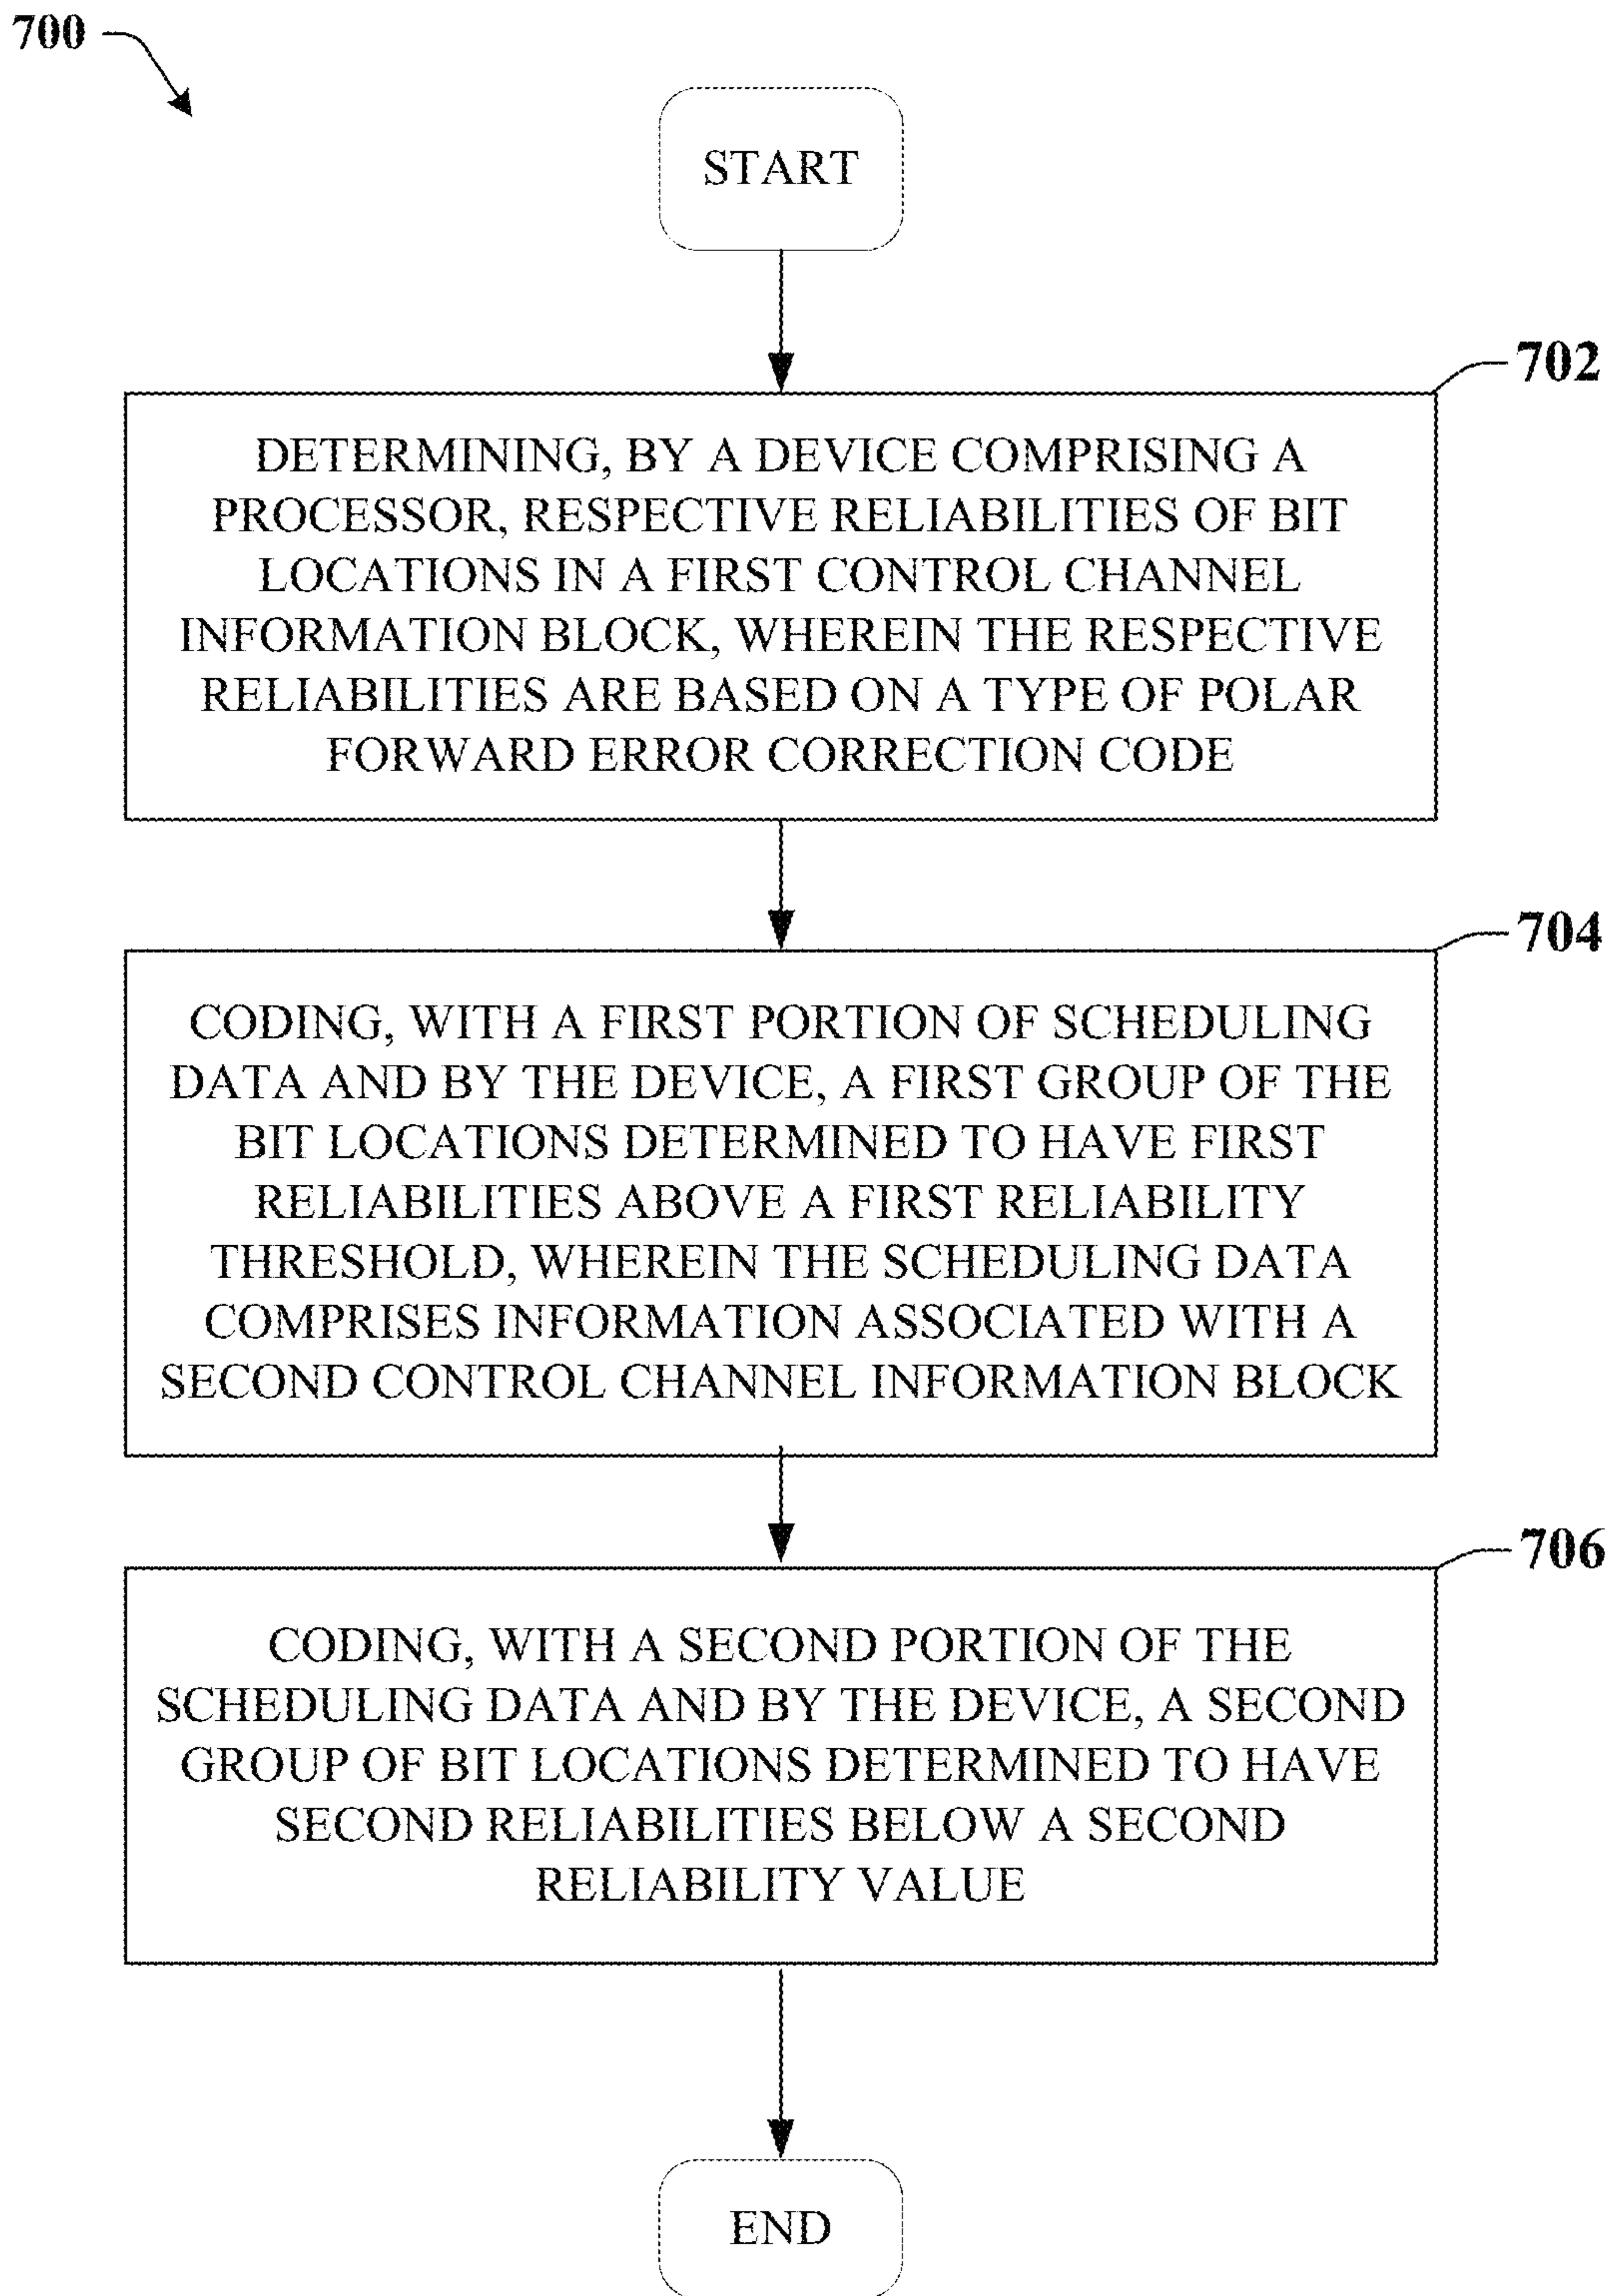 700
START
702
DETERMINING, BY A DEVICE COMPRISING A
PROCESSOR, RESPECTIVE RELIABILITIES OF BIT
LOCATIONS IN A FIRST CONTROL CHANNEL
INFORMATION BLOCK, WHEREIN THE RESPECTIVE
RELIABILITIES ARE BASED ON A TYPE OF POLAR
FORWARD ERROR CORRECTION CODE
704
CODING, WITH A FIRST PORTION OF SCHEDULING
DATA AND BY THE DEVICE, A FIRST GROUP OF THE
BIT LOCATIONS DETERMINED TO HAVE FIRST
RELIABILITIES ABOVE A FIRST RELIABILITY
THRESHOLD, WHEREIN THE SCHEDULING DATA
COMPRISES INFORMATION ASSOCIATED WITH A
SECOND CONTROL CHANNEL INFORMATION BLOCK
706
CODING, WITH A SECOND PORTION OF THE
SCHEDULING DATA AND BY THE DEVICE, A SECOND
GROUP OF BIT LOCATIONS DETERMINED TO HAVE
SECOND RELIABILITIES BELOW A SECOND
RELIABILITY VALUE
END